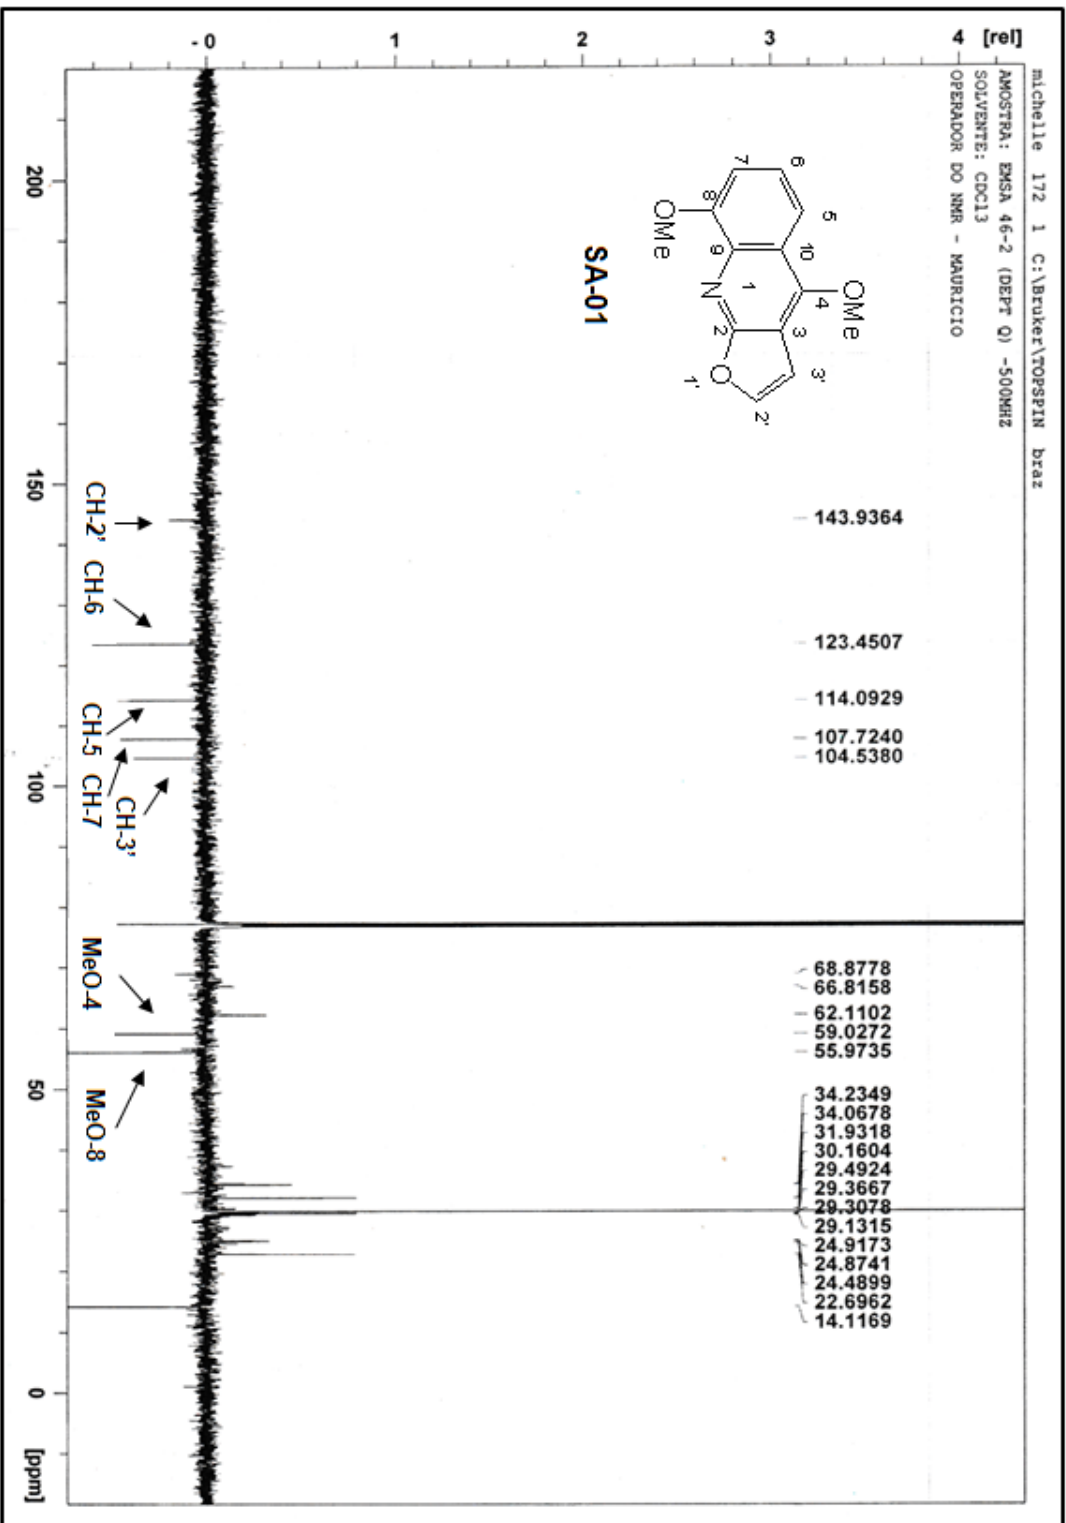 michelle 172 1 C:\Bruker\TOPSPIN braz
AMOSTRA: EMSA 46-2 (DEPT Q) -500MHZ
SOLVENTE: CDCl3
OPERADOR DO NMR - MAURICIO
[rel]
4
3
2
1
- 0
143.9364
123.4507
114.0929
107.7240
104.5380
68.8778
66.8158
62.1102
59.0272
55.9735
34.2349
34.0678
31.9318
30.1604
29.4924
29.3667
29.3078
29.1315
24.9173
24.8741
24.4899
22.6962
14.1169
OMe
OMe
N
O
1
2
3
4
5
6
7
8
9
10
1'
2'
3'
SA-01
CH-2'
CH-6
CH-5
CH-7
CH-3'
MeO-4
MeO-8
200
150
100
50
0
[ppm]